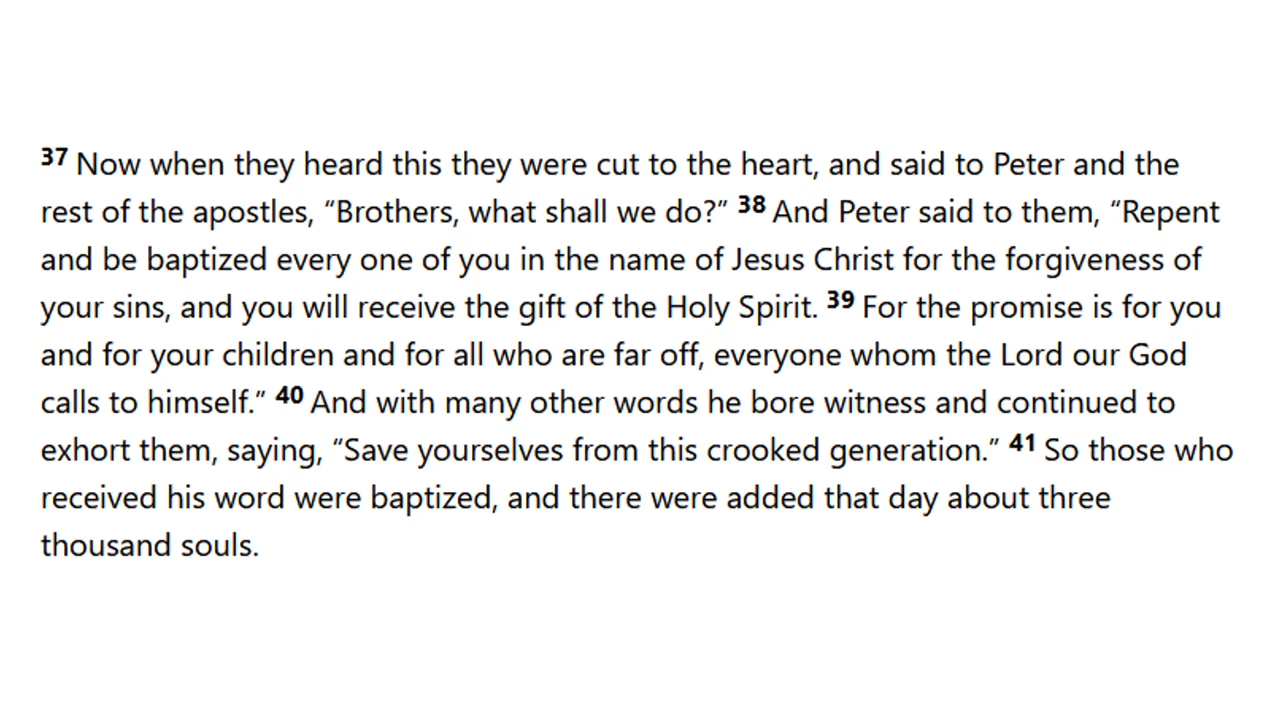 37 Now when they heard this they were cut to the heart, and said to Peter and the
rest of the apostles, “Brothers, what shall we do?” 38 And Peter said to them, “Repent
and be baptized every one of you in the name of Jesus Christ for the forgiveness of
your sins, and you will receive the gift of the Holy Spirit. 39 For the promise is for you
and for your children and for all who are far off, everyone whom the Lord our God
calls to himself.” 40 And with many other words he bore witness and continued to
exhort them, saying, “Save yourselves from this crooked generation.” 41 So those who
received his word were baptized, and there were added that day about three
thousand souls.